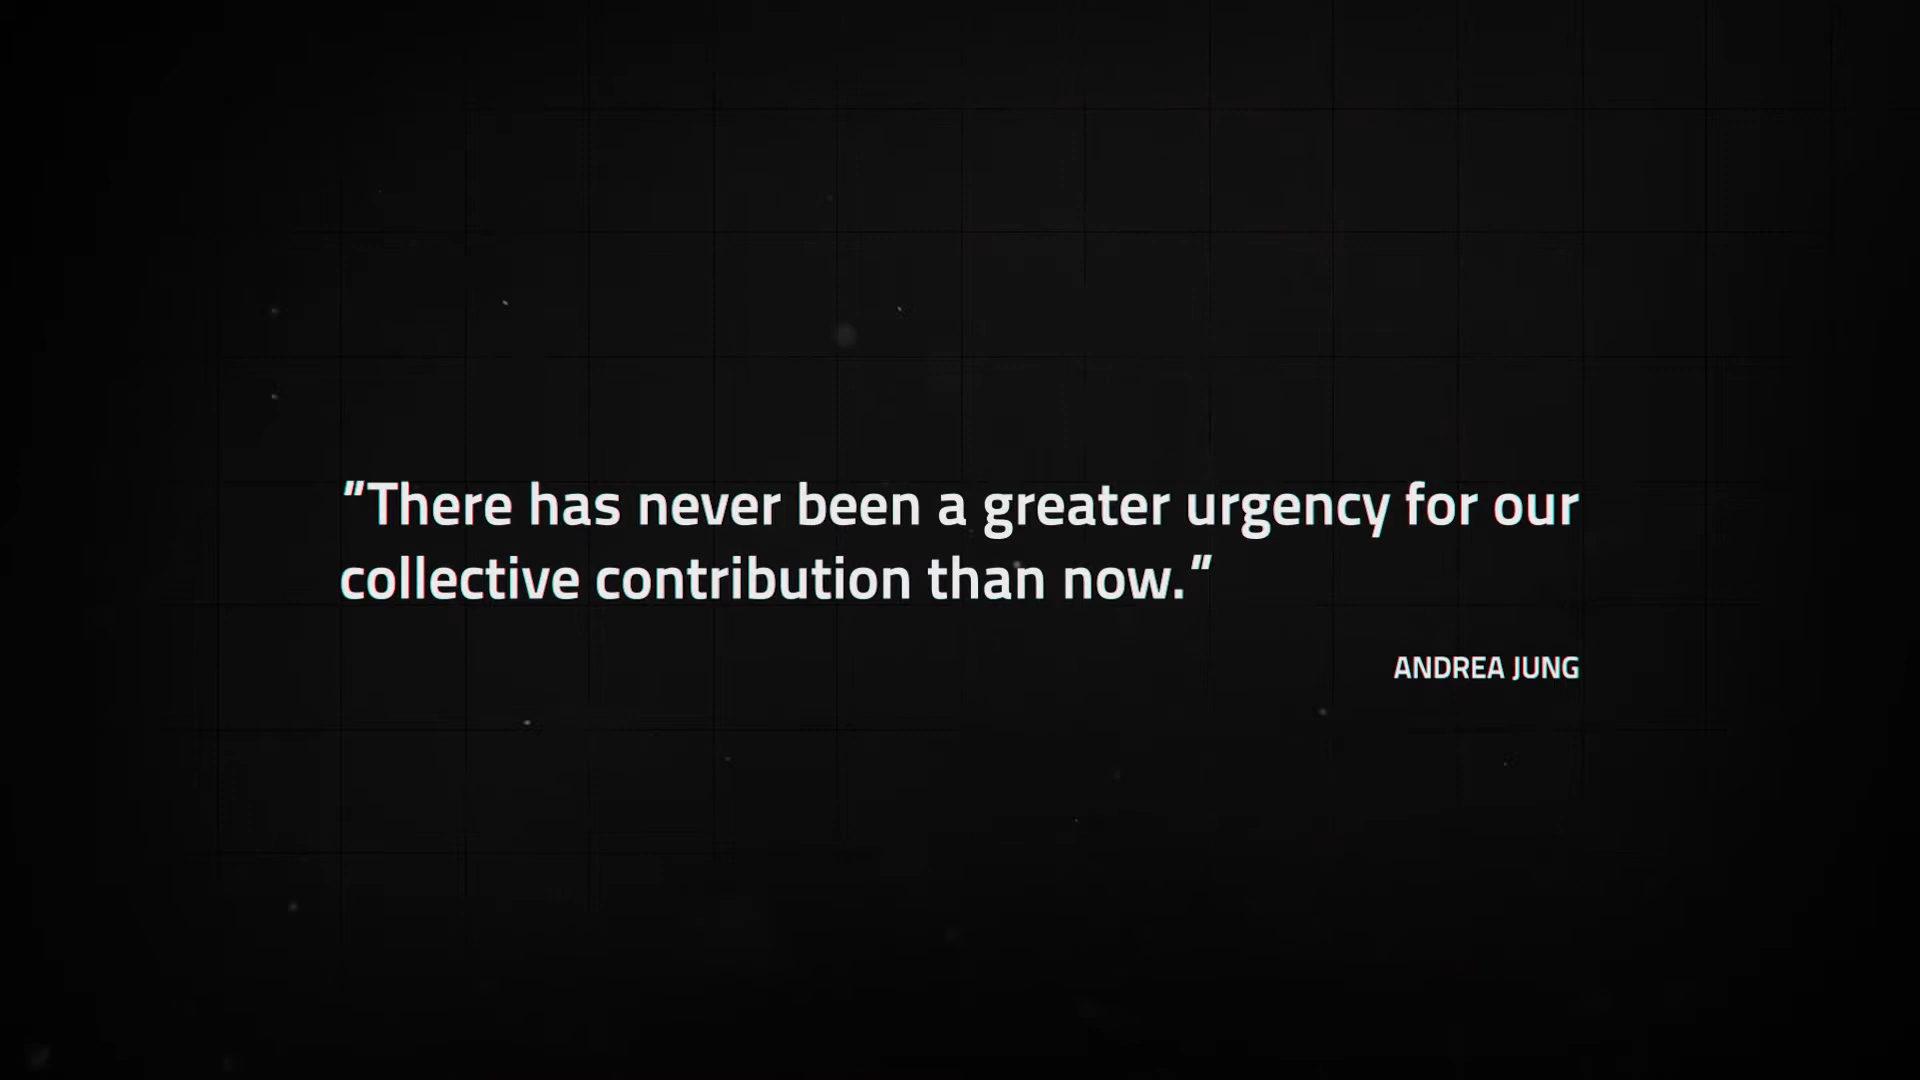 "There has never been a greater urgency for our
collective contribution than now."
ANDREA JUNG